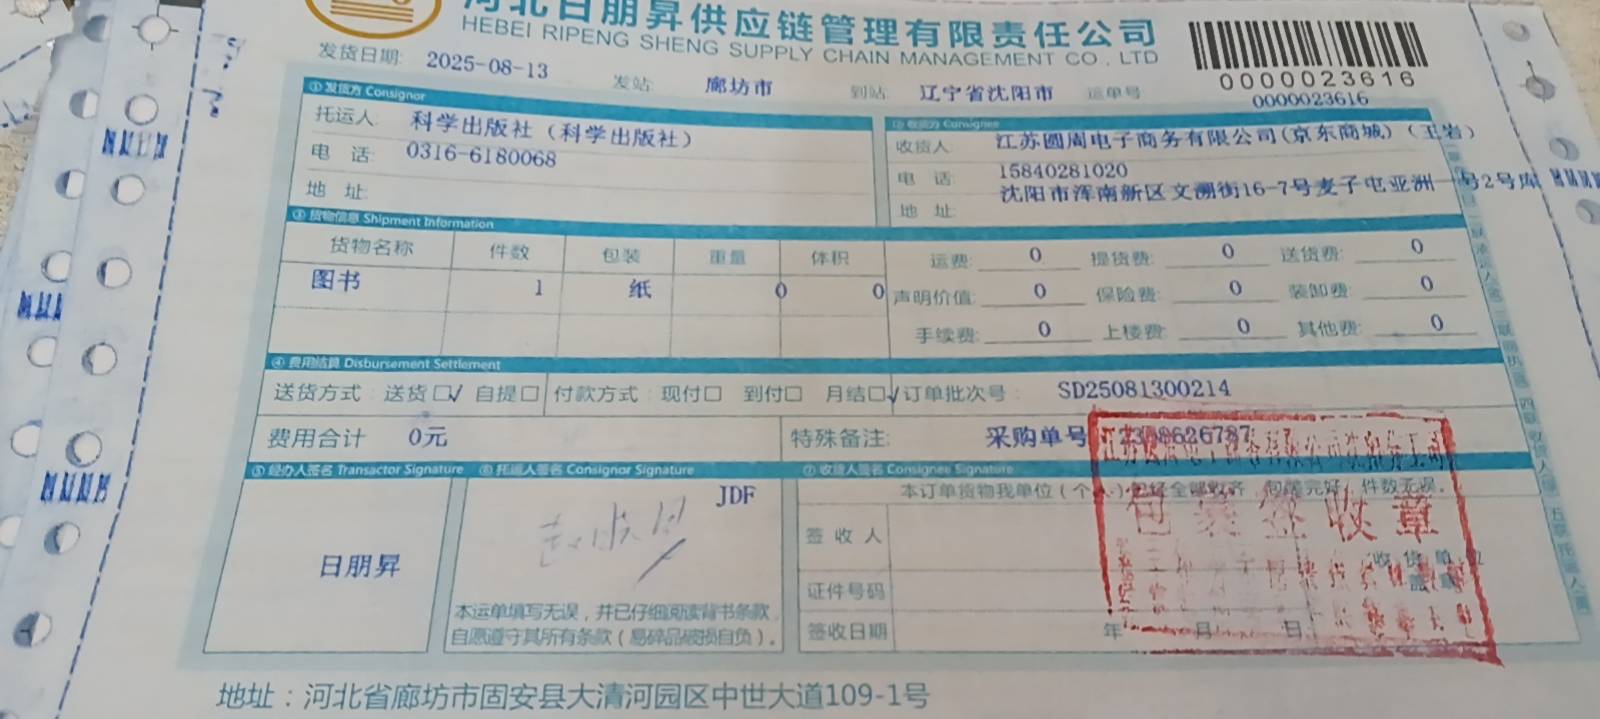 河北日朋昇供应链管理有限责任公司
HEBEI RIPENG SHENG SUPPLY CHAIN MANAGEMENT CO., LTD
0000023616
发货日期: 2025-08-13 发站: 廊坊市 到站: 辽宁省沈阳市 运单号 0000023616
①发货方 Consignor ②收货方 Consignee
托运人 科学出版社(科学出版社) 收货人: 江苏圆周电子商务有限公司(京东商城)(王岩)
电 话: 0316-6180068 电 话: 15840281020
地 址: 地 址: 沈阳市浑南新区文溯街16-7号麦子屯亚洲一号2号库
③货物信息 Shipment Information
货物名称 件数 包装 重量 体积 运费: 0 提货费: 0 送货费: 0
图书 1 纸 0 0 声明价值: 0 保险费: 0 装卸费: 0
手续费: 0 上楼费: 0 其他费: 0
④费用结算 Disbursement Settlement
送货方式: 送货☐√ 自提☐ 付款方式: 现付☐ 到付☐ 月结☐√ 订单批次号: SD25081300214
费用合计 0元 特殊备注: 采购单号
⑤经办人签名 Transactor Signature ⑥托运人签名 Consignor Signature ⑦收货人签名 Consignee Signature
本订单货物我单位(个人)已经全部收齐,包装完好,件数无误。
JDF
日朋昇
签 收 人
包裹签收章
收货单位
盖章
证件号码
签收日期 年 月 日
本运单填写无误,并已仔细阅读背书条款,
自愿遵守其所有条款(易碎品破损自负)。
地址:河北省廊坊市固安县大清河园区中世大道109-1号